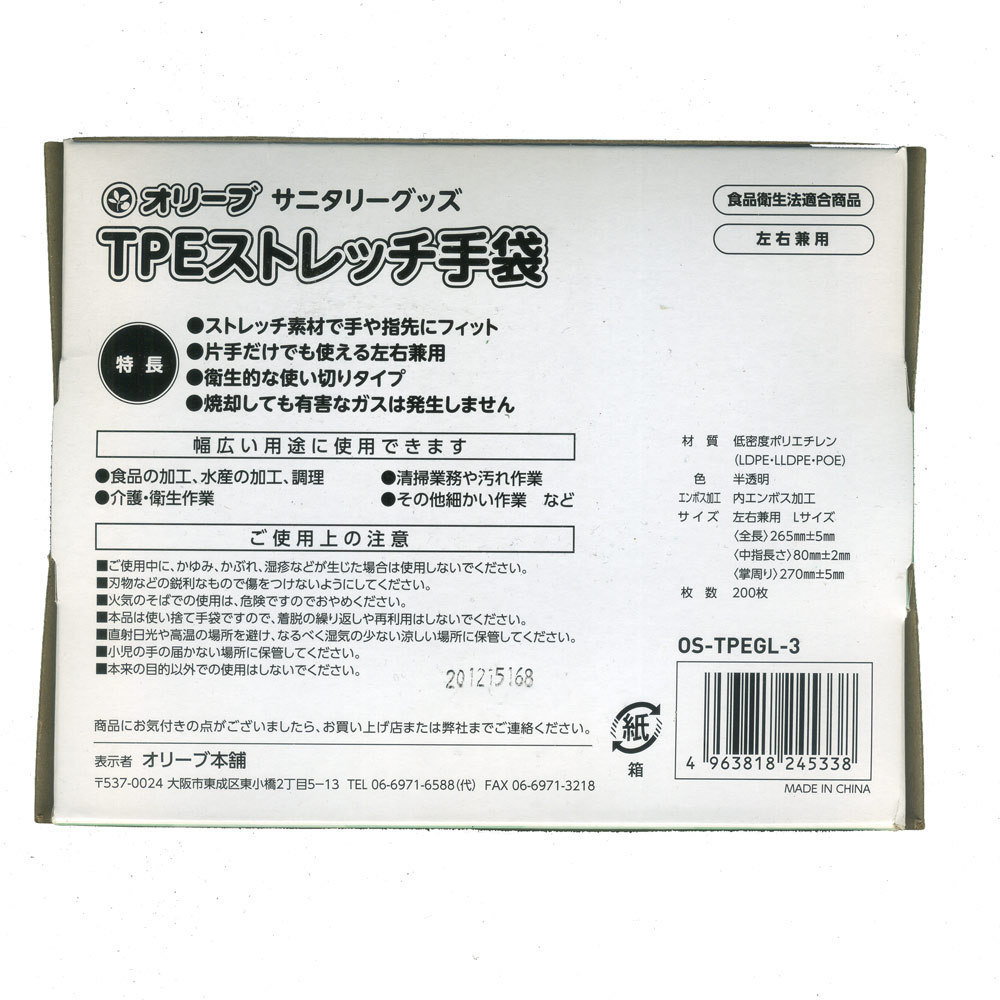 オリーブ サニタリーグッズ
TPEストレッチ手袋
食品衛生法適合商品
左右兼用
特長
●ストレッチ素材で手や指先にフィット
●片手だけでも使える左右兼用
●衛生的な使い切りタイプ
●焼却しても有害なガスは発生しません
幅広い用途に使用できます
●食品の加工、水産の加工、調理
●清掃業務や汚れ作業
●介護・衛生作業
●その他細かい作業 など
ご使用上の注意
■ご使用中に、かゆみ、かぶれ、湿疹などが生じた場合は使用しないでください。
■刃物などの鋭利なもので傷をつけないようにしてください。
■火気のそばでの使用は、危険ですのでおやめください。
■本品は使い捨て手袋ですので、着脱の繰り返しや再利用はしないでください。
■直射日光や高温の場所を避け、なるべく湿気の少ない涼しい場所に保管してください。
■小児の手の届かない場所に保管してください。
■本来の目的以外での使用はしないでください。
201215168
商品にお気付きの点がございましたら、お買い上げ店または弊社までご連絡ください。
表示者 オリーブ本舗
〒537-0024 大阪市東成区東小橋2丁目5-13 TEL 06-6971-6588(代) FAX 06-6971-3218
材質 低密度ポリエチレン
(LDPE・LLDPE・POE)
色 半透明
エンボス加工 内エンボス加工
サイズ 左右兼用 Lサイズ
〈全長〉265㎜±5㎜
〈中指長さ〉80㎜±2㎜
〈掌周り〉270㎜±5㎜
枚数 200枚
OS-TPEGL-3
紙
箱
4 963818 245338
MADE IN CHINA